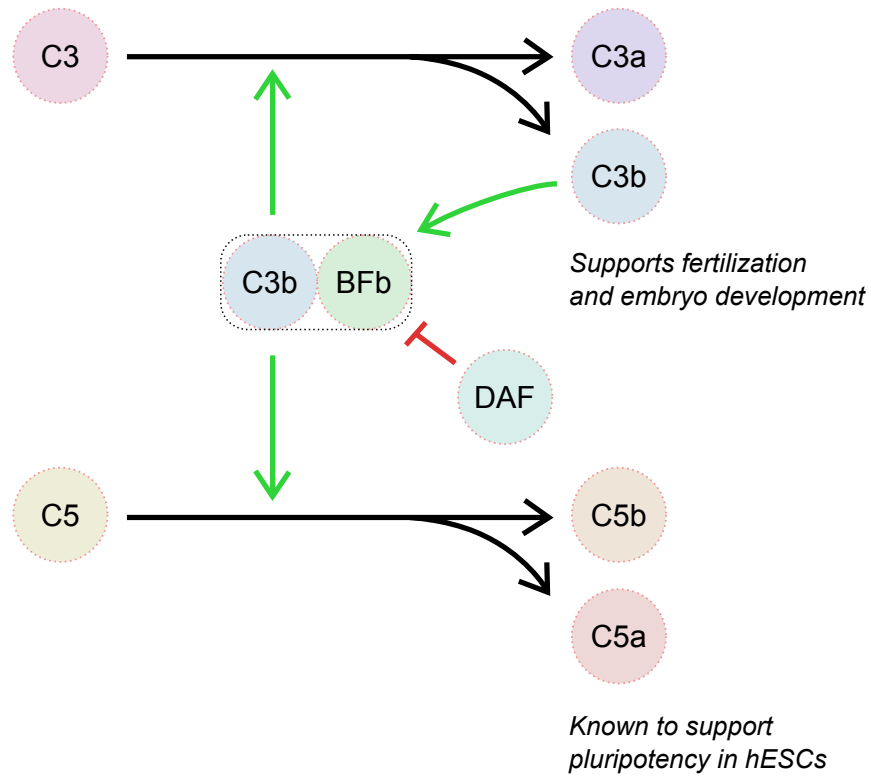 C3
C3a
C3b
Supports fertilization
and embryo development
C3b
BFb
DAF
C5
C5b
C5a
Known to support
pluripotency in hESCs